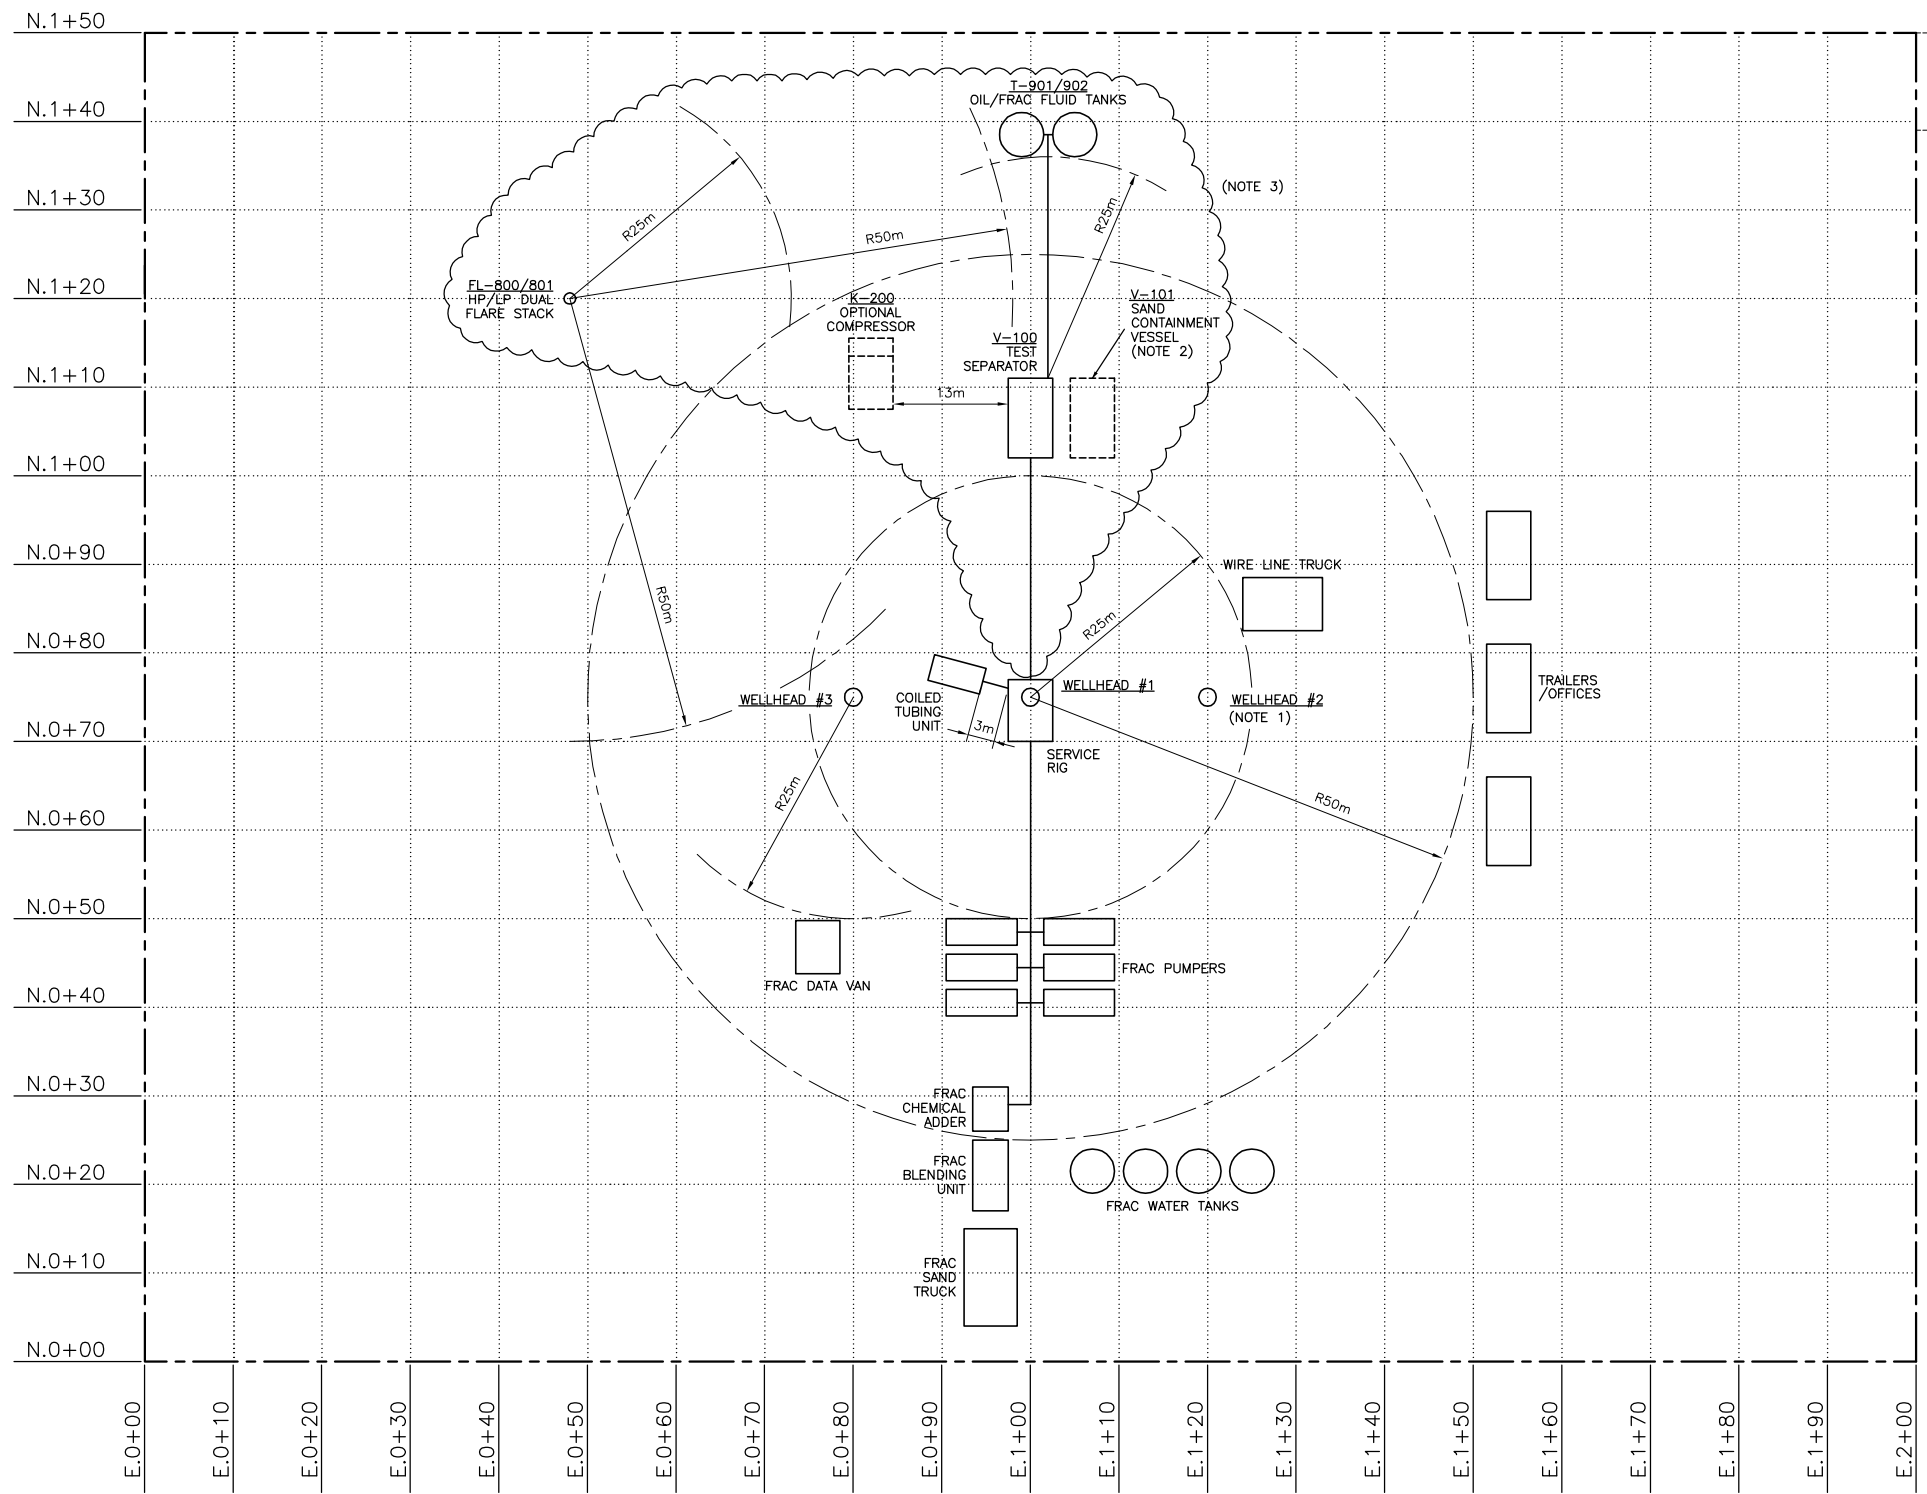 N.1+50
T-901/902
OIL/FRAC FLUID TANKS
N.1+40
(NOTE 3)
N.1+30
R25m
R25m
R50m
FL-800/801
HP/LP DUAL
FLARE STACK
N.1+20
K-200
OPTIONAL
COMPRESSOR
V-101
SAND
CONTAINMENT
VESSEL
(NOTE 2)
V-100
TEST
SEPARATOR
N.1+10
13m
N.1+00
N.0+90
WIRE LINE TRUCK
R50m
R25m
N.0+80
WELLHEAD #3
COILED
TUBING
UNIT
WELLHEAD #1
WELLHEAD #2
(NOTE 1)
TRAILERS
/OFFICES
N.0+70
3m
SERVICE
RIG
R25m
R50m
N.0+60
N.0+50
FRAC DATA VAN
FRAC PUMPERS
N.0+40
N.0+30
FRAC
CHEMICAL
ADDER
FRAC
BLENDING
UNIT
N.0+20
FRAC WATER TANKS
N.0+10
FRAC
SAND
TRUCK
N.0+00
E.0+00
E.0+10
E.0+20
E.0+30
E.0+40
E.0+50
E.0+60
E.0+70
E.0+80
E.0+90
E.1+00
E.1+10
E.1+20
E.1+30
E.1+40
E.1+50
E.1+60
E.1+70
E.1+80
E.1+90
E.2+00